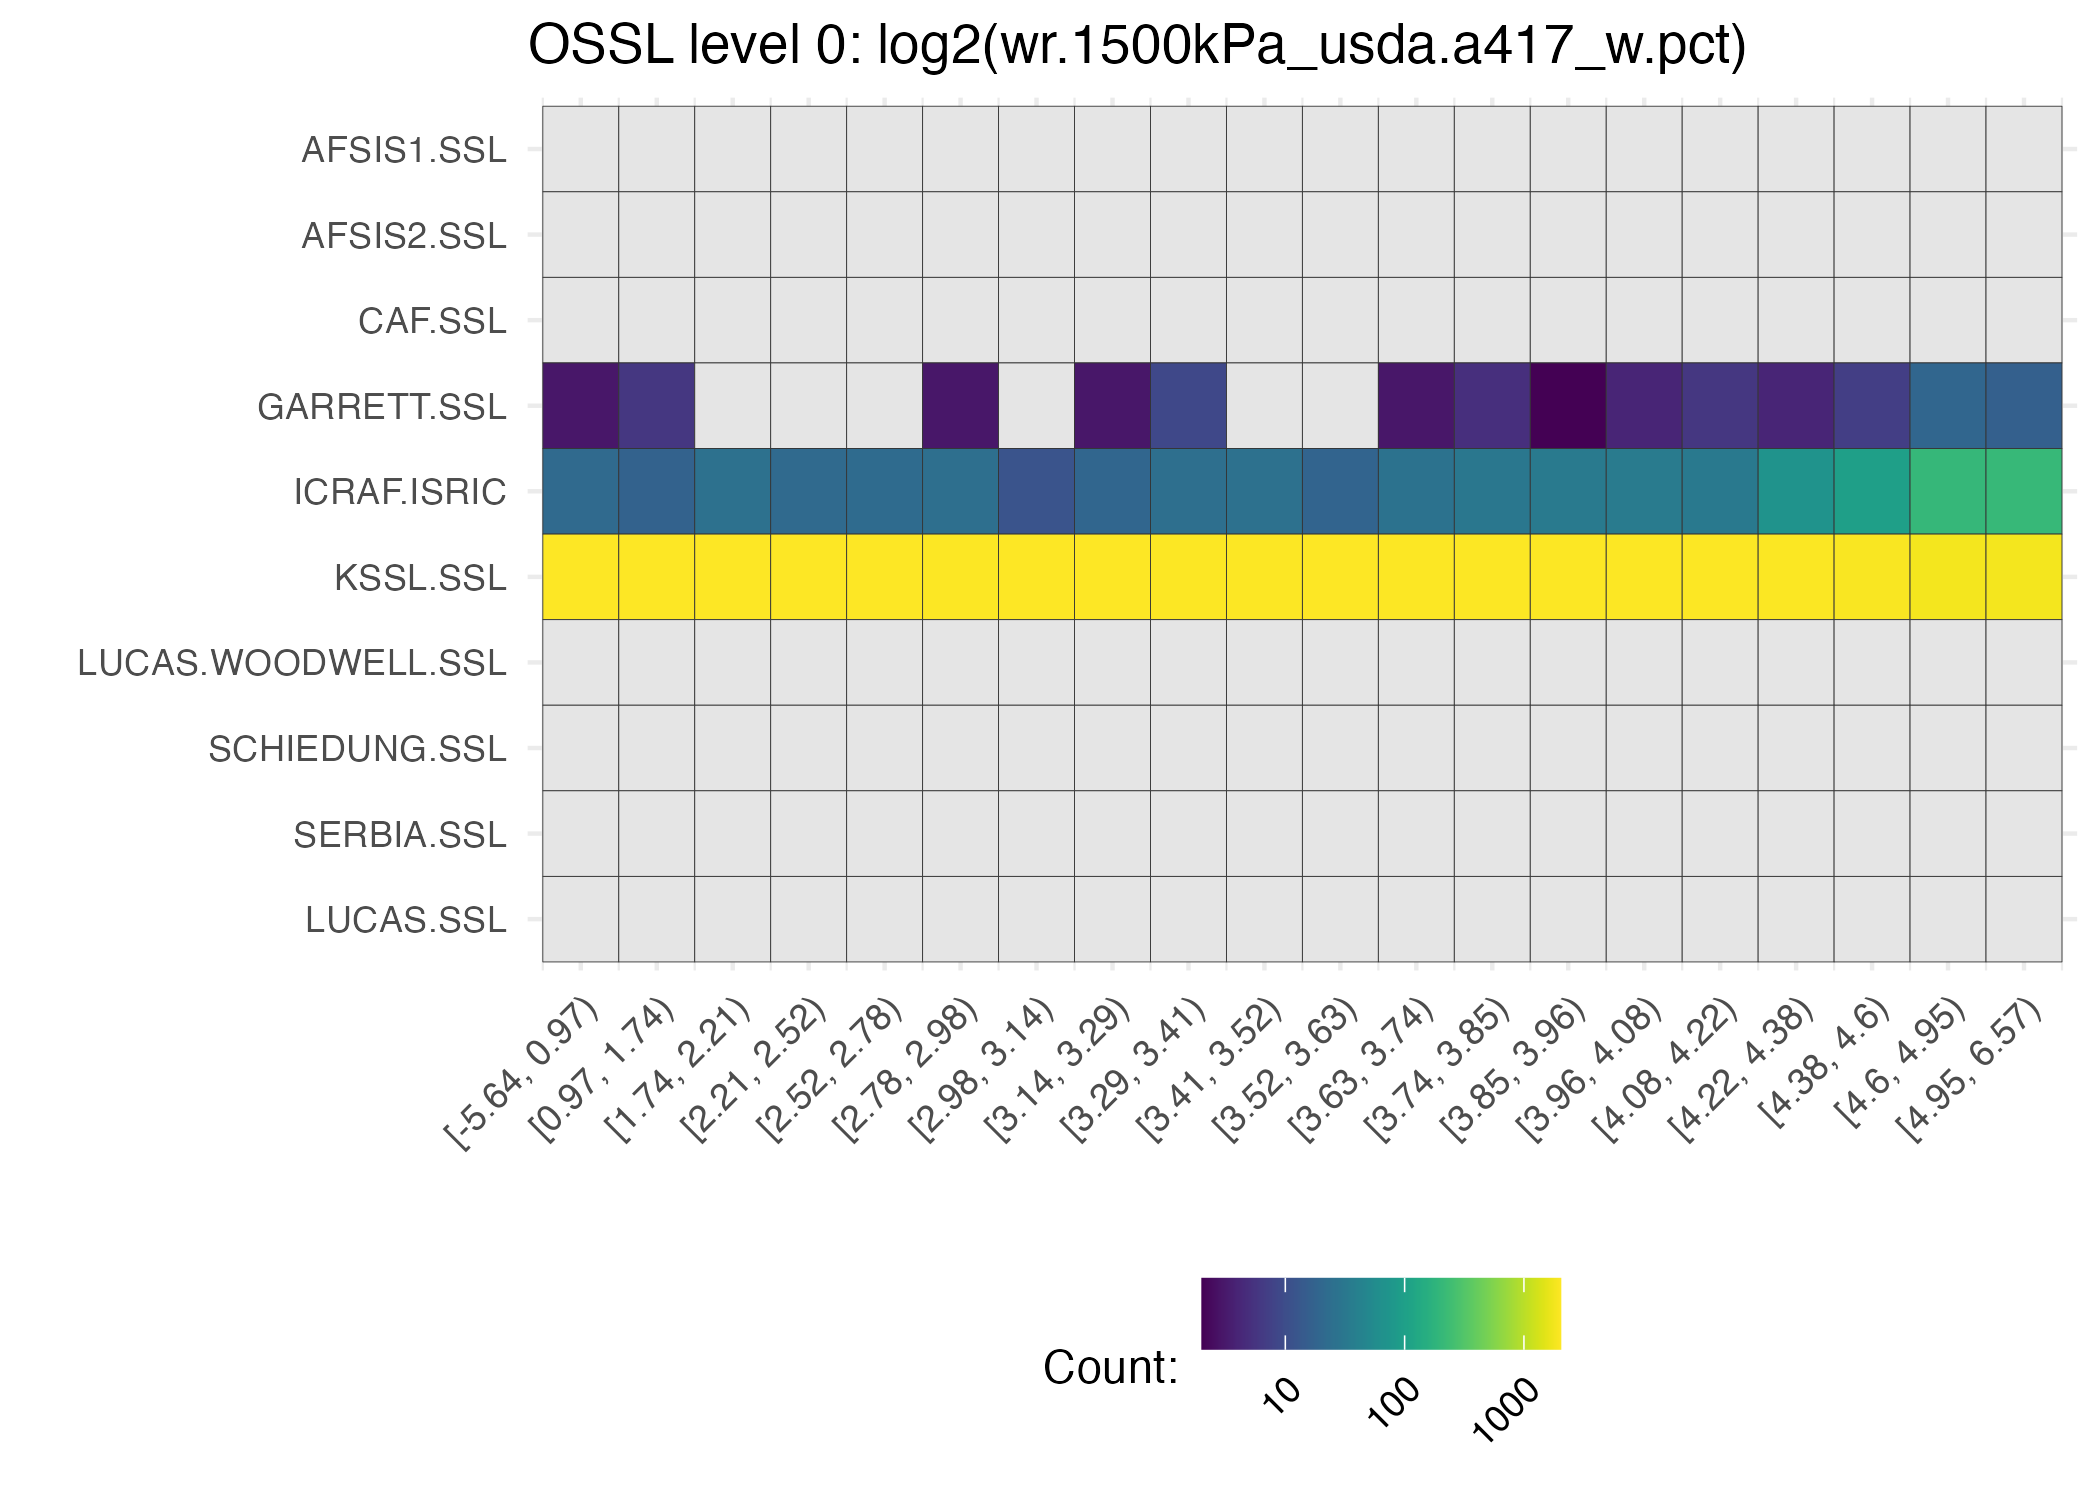 OSSL level 0: log2(wr.1500kPa_usda.a417_w.pct)
AFSIS1.SSL
AFSIS2.SSL
CAF.SSL
GARRETT.SSL
ICRAF.ISRIC
KSSL.SSL
LUCAS.WOODWELL.SSL
SCHIEDUNG.SSL
SERBIA.SSL
LUCAS.SSL
[-5.64, 0.97)
[0.97, 1.74)
[1.74, 2.21)
[2.21, 2.52)
[2.52, 2.78)
[2.78, 2.98)
[2.98, 3.14)
[3.14, 3.29)
[3.29, 3.41)
[3.41, 3.52)
[3.52, 3.63)
[3.63, 3.74)
[3.74, 3.85)
[3.85, 3.96)
[3.96, 4.08)
[4.08, 4.22)
[4.22, 4.38)
[4.38, 4.6)
[4.6, 4.95)
[4.95, 6.57)
Count:
10
100
1000